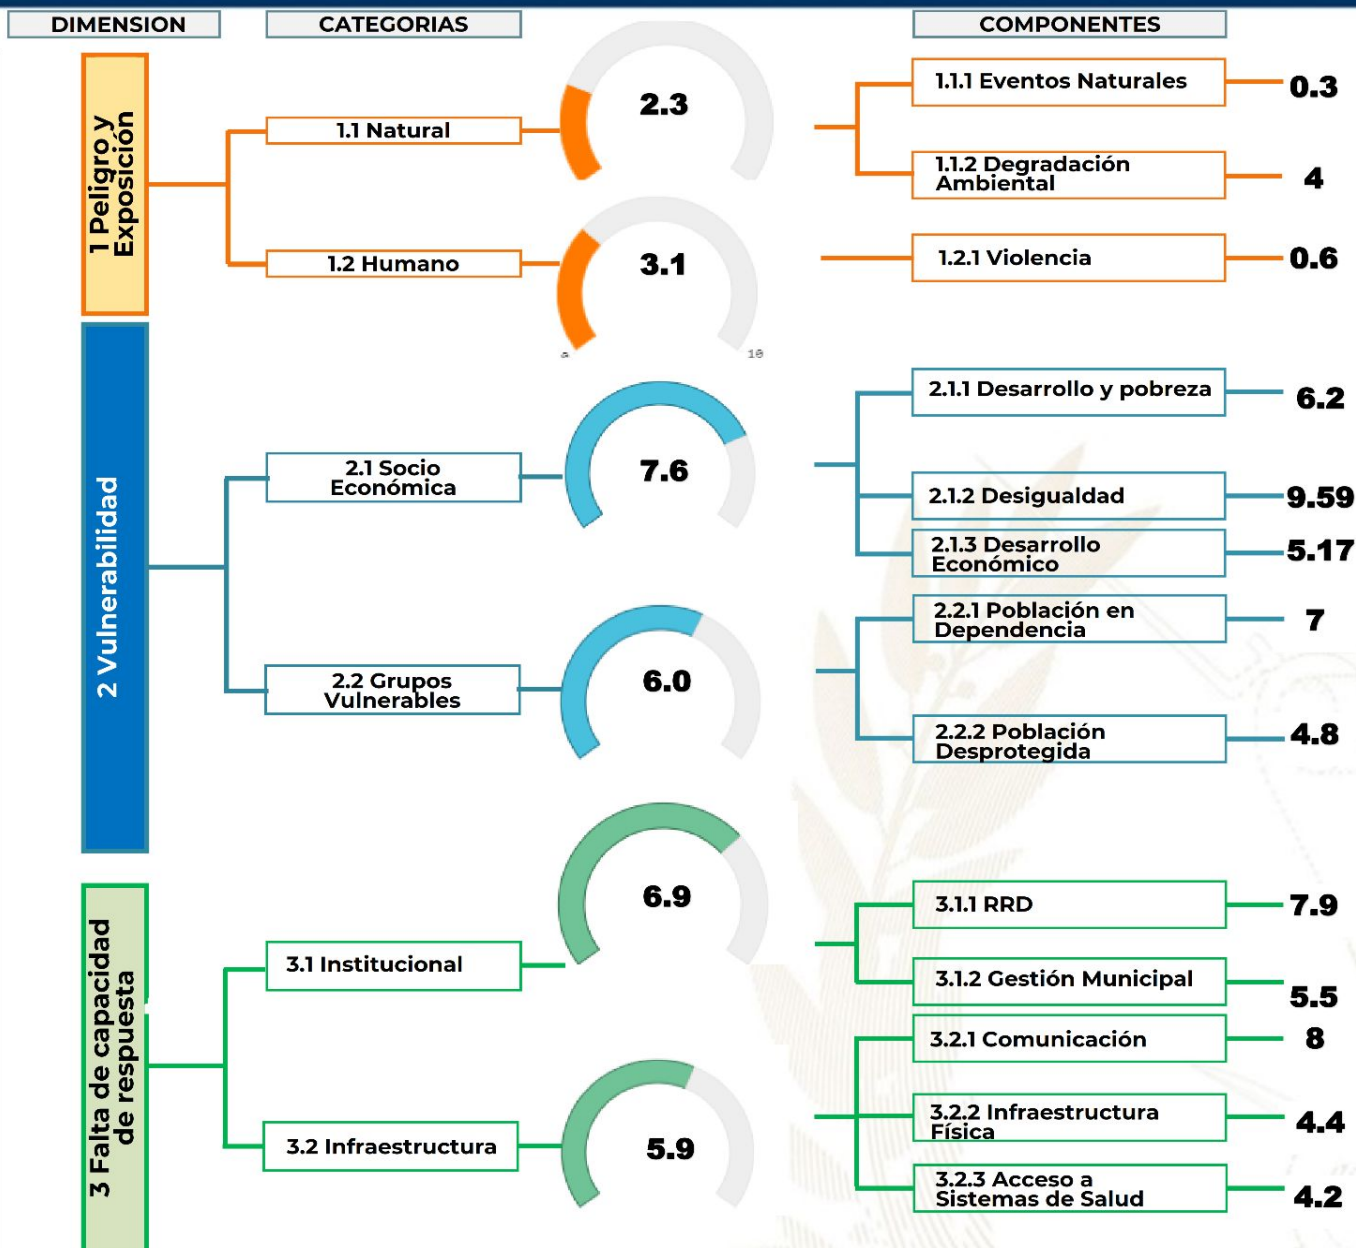 DIMENSION
CATEGORIAS
COMPONENTES
1 Peligro y
Exposición
1.1 Natural
2.3
1.1.1 Eventos Naturales
0.3
1.1.2 Degradación
Ambiental
4
1.2 Humano
3.1
10
1.2.1 Violencia
0.6
2 Vulnerabilidad
2.1 Socio
Económica
7.6
2.1.1 Desarrollo y pobreza
6.2
2.1.2 Desigualdad
9.59
2.1.3 Desarrollo
Económico
5.17
2.2 Grupos
Vulnerables
6.0
2.2.1 Población en
Dependencia
7
2.2.2 Población
Desprotegida
4.8
3 Falta de capacidad
de respuesta
3.1 Institucional
6.9
3.1.1 RRD
7.9
3.1.2 Gestión Municipal
5.5
3.2 Infraestructura
5.9
3.2.1 Comunicación
8
3.2.2 Infraestructura
Física
4.4
3.2.3 Acceso a
Sistemas de Salud
4.2